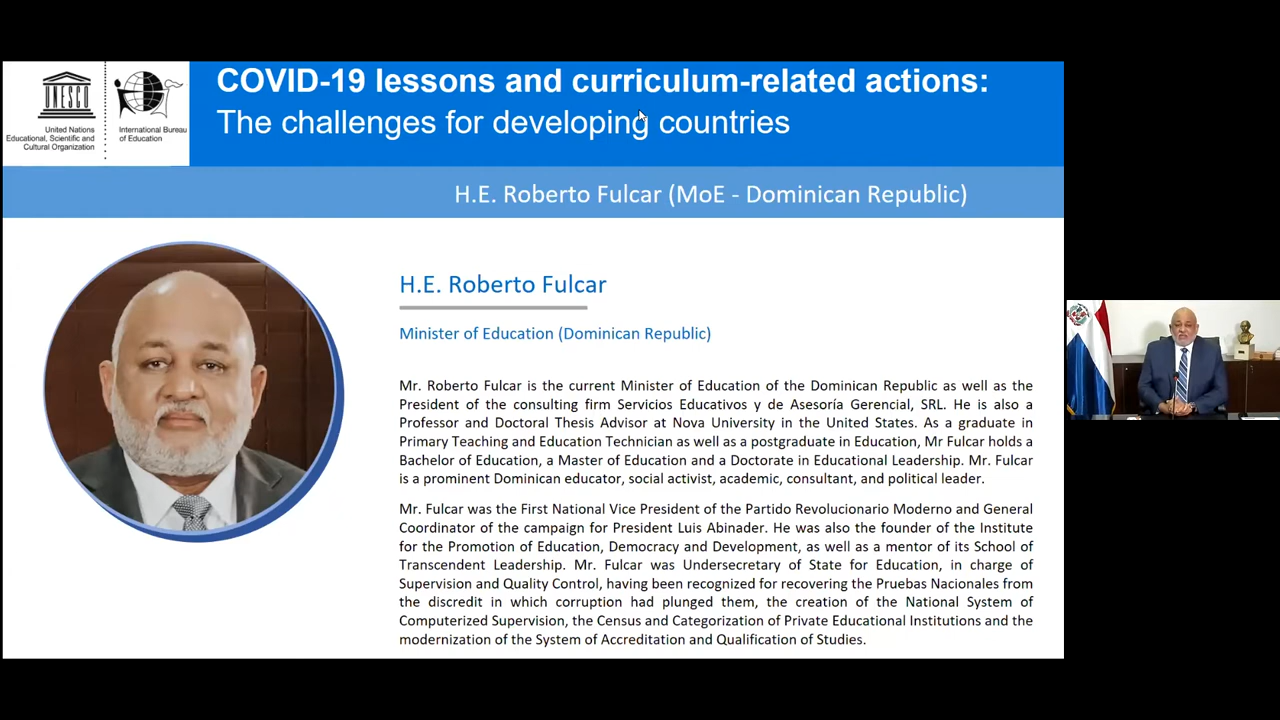 COVID-19 lessons and curriculum-related actions:
The challenges for developing countries
UNESCO
United Nations
Educational, Scientific and
Cultural Organization
International Bureau
of Education
H.E. Roberto Fulcar (MoE - Dominican Republic)
H.E. Roberto Fulcar
Minister of Education (Dominican Republic)
Mr. Roberto Fulcar is the current Minister of Education of the Dominican Republic as well as the
President of the consulting firm Servicios Educativos y de Asesoría Gerencial, SRL. He is also a
Professor and Doctoral Thesis Advisor at Nova University in the United States. As a graduate in
Primary Teaching and Education Technician as well as a postgraduate in Education, Mr Fulcar holds a
Bachelor of Education, a Master of Education and a Doctorate in Educational Leadership. Mr. Fulcar
is a prominent Dominican educator, social activist, academic, consultant, and political leader.
Mr. Fulcar was the First National Vice President of the Partido Revolucionario Moderno and General
Coordinator of the campaign for President Luis Abinader. He was also the founder of the Institute
for the Promotion of Education, Democracy and Development, as well as a mentor of its School of
Transcendent Leadership. Mr. Fulcar was Undersecretary of State for Education, in charge of
Supervision and Quality Control, having been recognized for recovering the Pruebas Nacionales from
the discredit in which corruption had plunged them, the creation of the National System of
Computerized Supervision, the Census and Categorization of Private Educational Institutions and the
modernization of the System of Accreditation and Qualification of Studies.